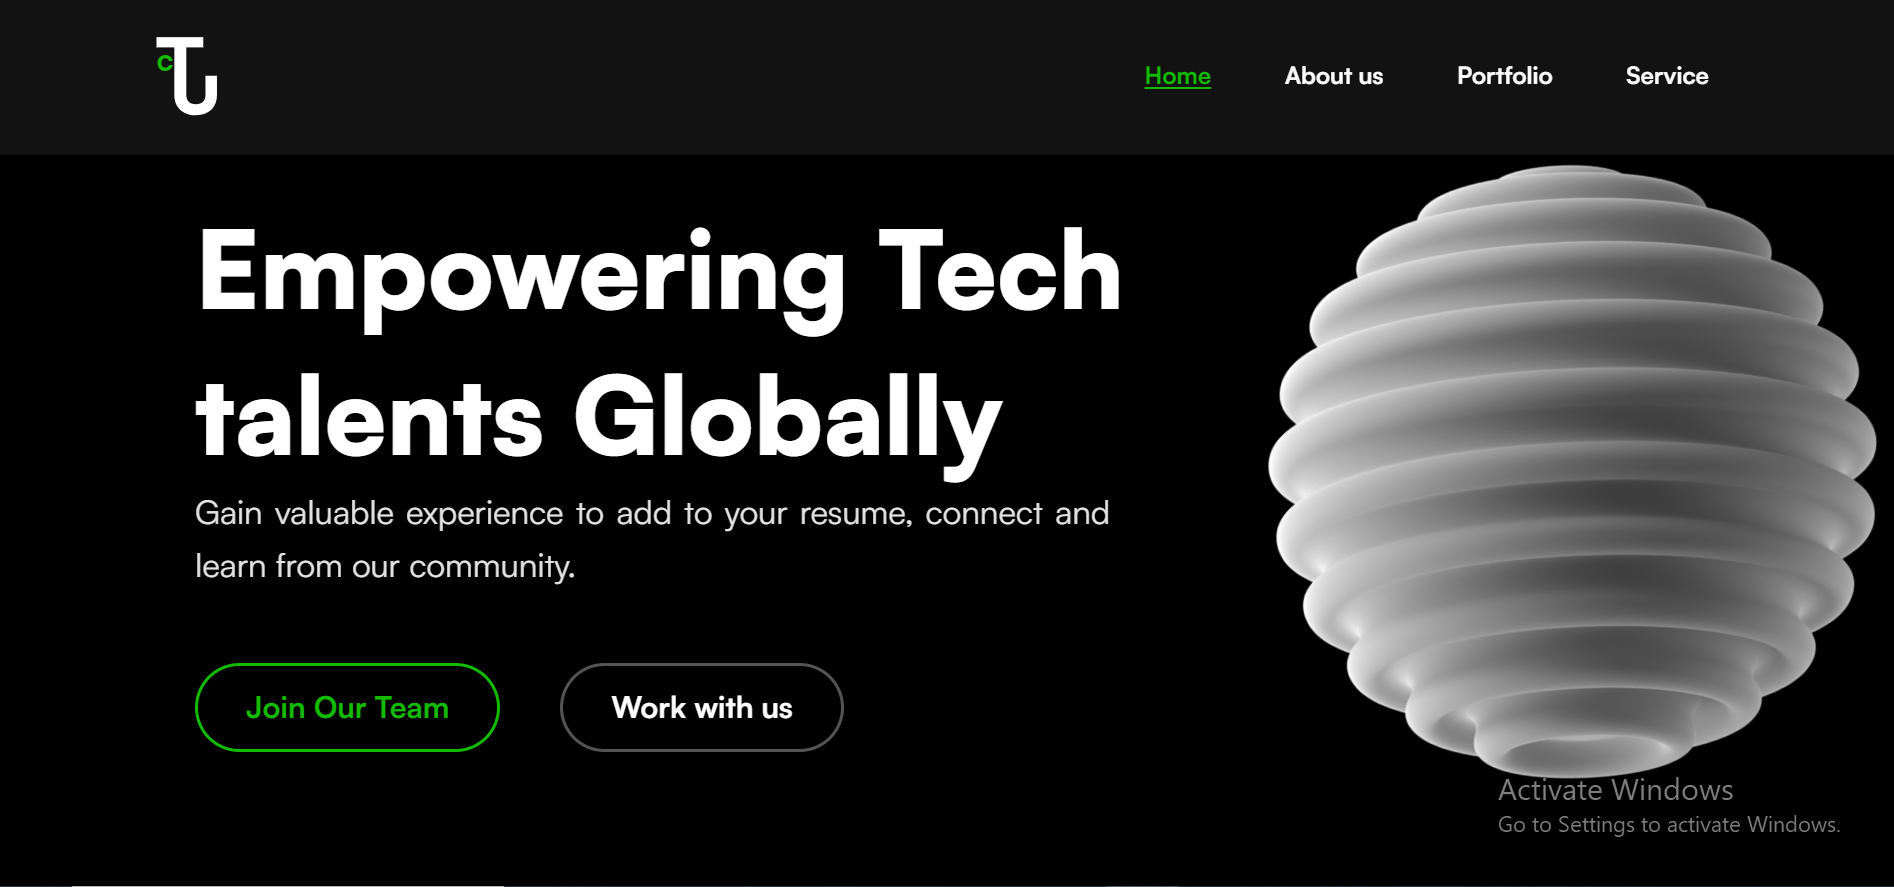 cTU
Home About us Portfolio Service
Empowering Tech
talents Globally
Gain valuable experience to add to your resume, connect and
learn from our community.
Join Our Team Work with us
Activate Windows
Go to Settings to activate Windows.